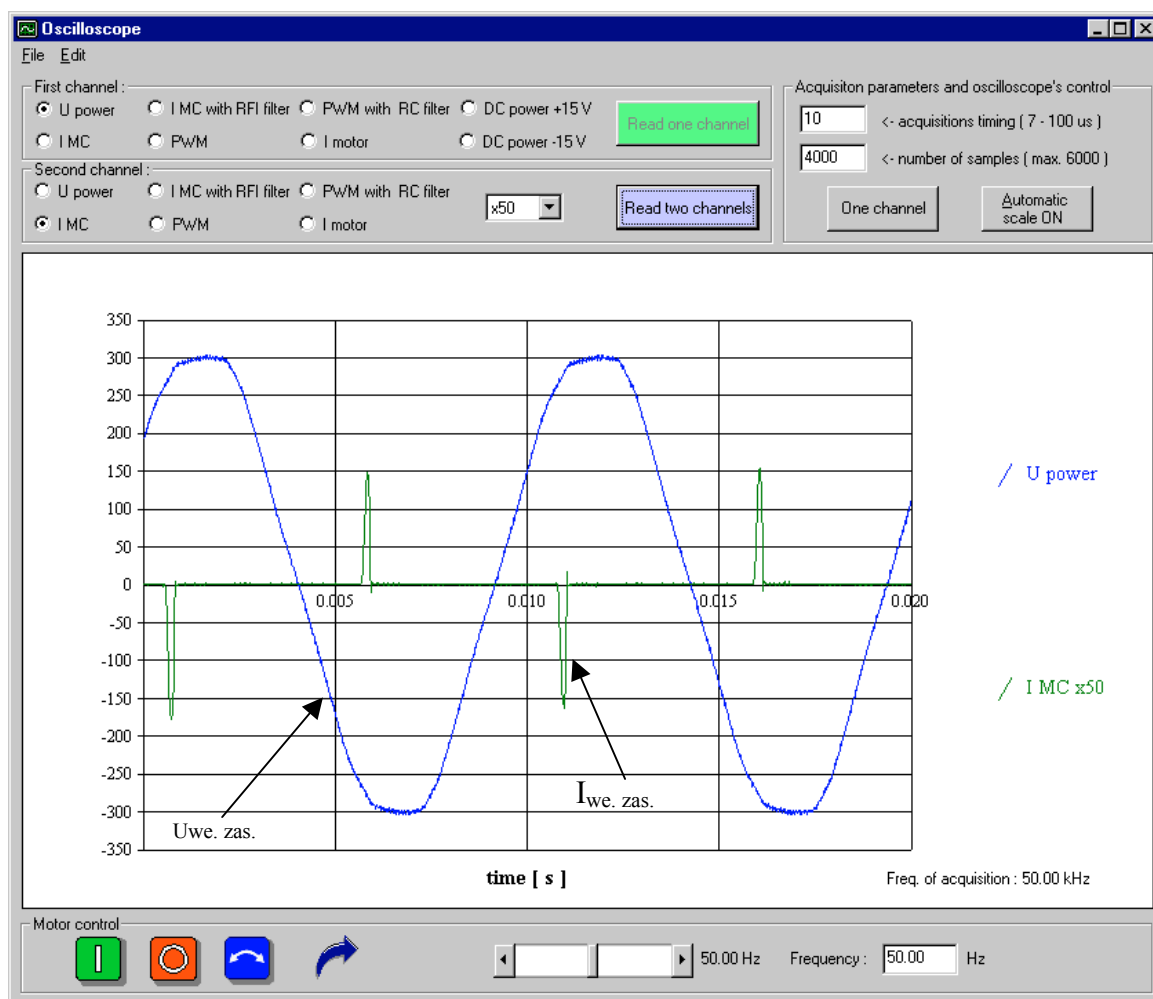 Oscilloscope
File Edit
First channel :
U power I MC with RFI filter PWM with RC filter DC power +15 V
I MC PWM I motor DC power -15 V
Read one channel
Second channel :
U power I MC with RFI filter PWM with RC filter
I MC PWM I motor
x50
Read two channels
Acquisiton parameters and oscilloscope's control
10 <- acquisitions timing ( 7 - 100 us )
4000 <- number of samples ( max. 6000 )
One channel
Automatic
scale ON
350
300
250
200
150
100
50
0
-50
-100
-150
-200
-250
-300
-350
0.005 0.010 0.015 0.020
U power
I MC x50
Uwe. zas.
Iwe. zas.
time [ s ]
Freq. of acquisition : 50.00 kHz
Motor control
50.00 Hz Frequency : 50.00 Hz